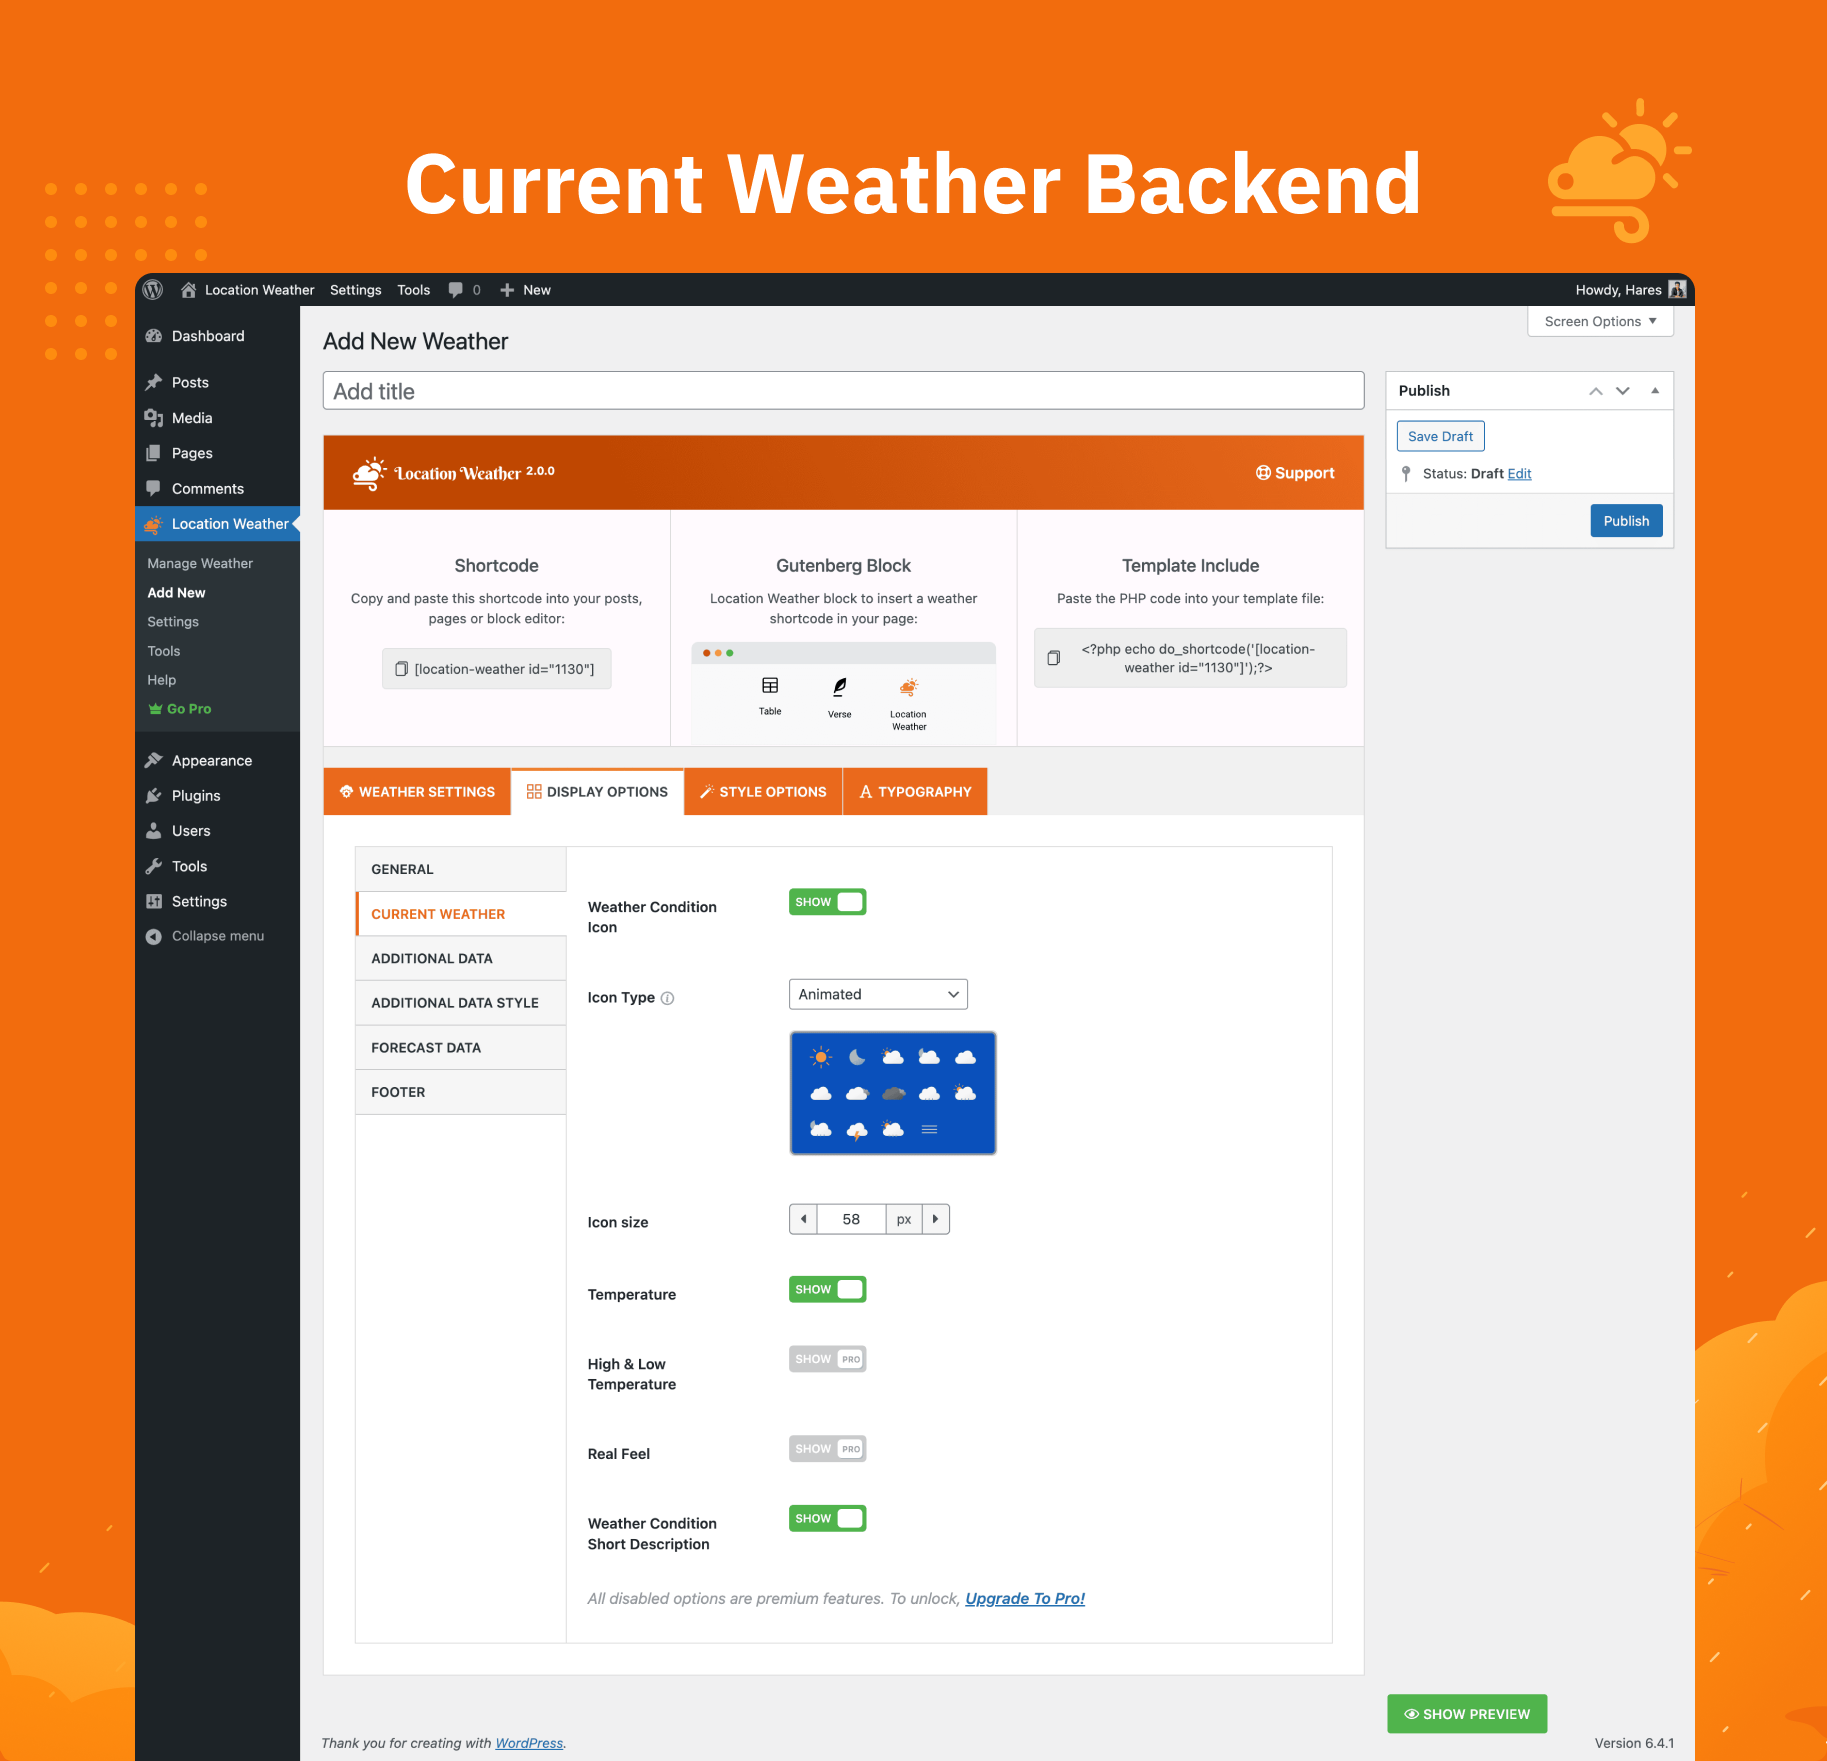 Current Weather Backend
Location Weather
Settings
Tools
0
New
Howdy, Hares
Dashboard
Posts
Media
Pages
Comments
Location Weather
Manage Weather
Add New
Settings
Tools
Help
Go Pro
Appearance
Plugins
Users
Tools
Settings
Collapse menu
Screen Options
Add New Weather
Add title
Publish
Save Draft
Status: Draft Edit
Publish
Location Weather 2.0.0
Support
Shortcode
Copy and paste this shortcode into your posts,
pages or block editor:
[location-weather id="1130"]
Gutenberg Block
Location Weather block to insert a weather
shortcode in your page:
Table
Verse
Location
Weather
Template Include
Paste the PHP code into your template file:
<?php echo do_shortcode('[location-
weather id="1130"]');?>
WEATHER SETTINGS
DISPLAY OPTIONS
STYLE OPTIONS
TYPOGRAPHY
GENERAL
CURRENT WEATHER
ADDITIONAL DATA
ADDITIONAL DATA STYLE
FORECAST DATA
FOOTER
Weather Condition
Icon
SHOW
Icon Type
Animated
Icon size
58
px
Temperature
SHOW
High & Low
Temperature
SHOW PRO
Real Feel
SHOW PRO
Weather Condition
Short Description
SHOW
All disabled options are premium features. To unlock, Upgrade To Pro!
SHOW PREVIEW
Thank you for creating with WordPress.
Version 6.4.1